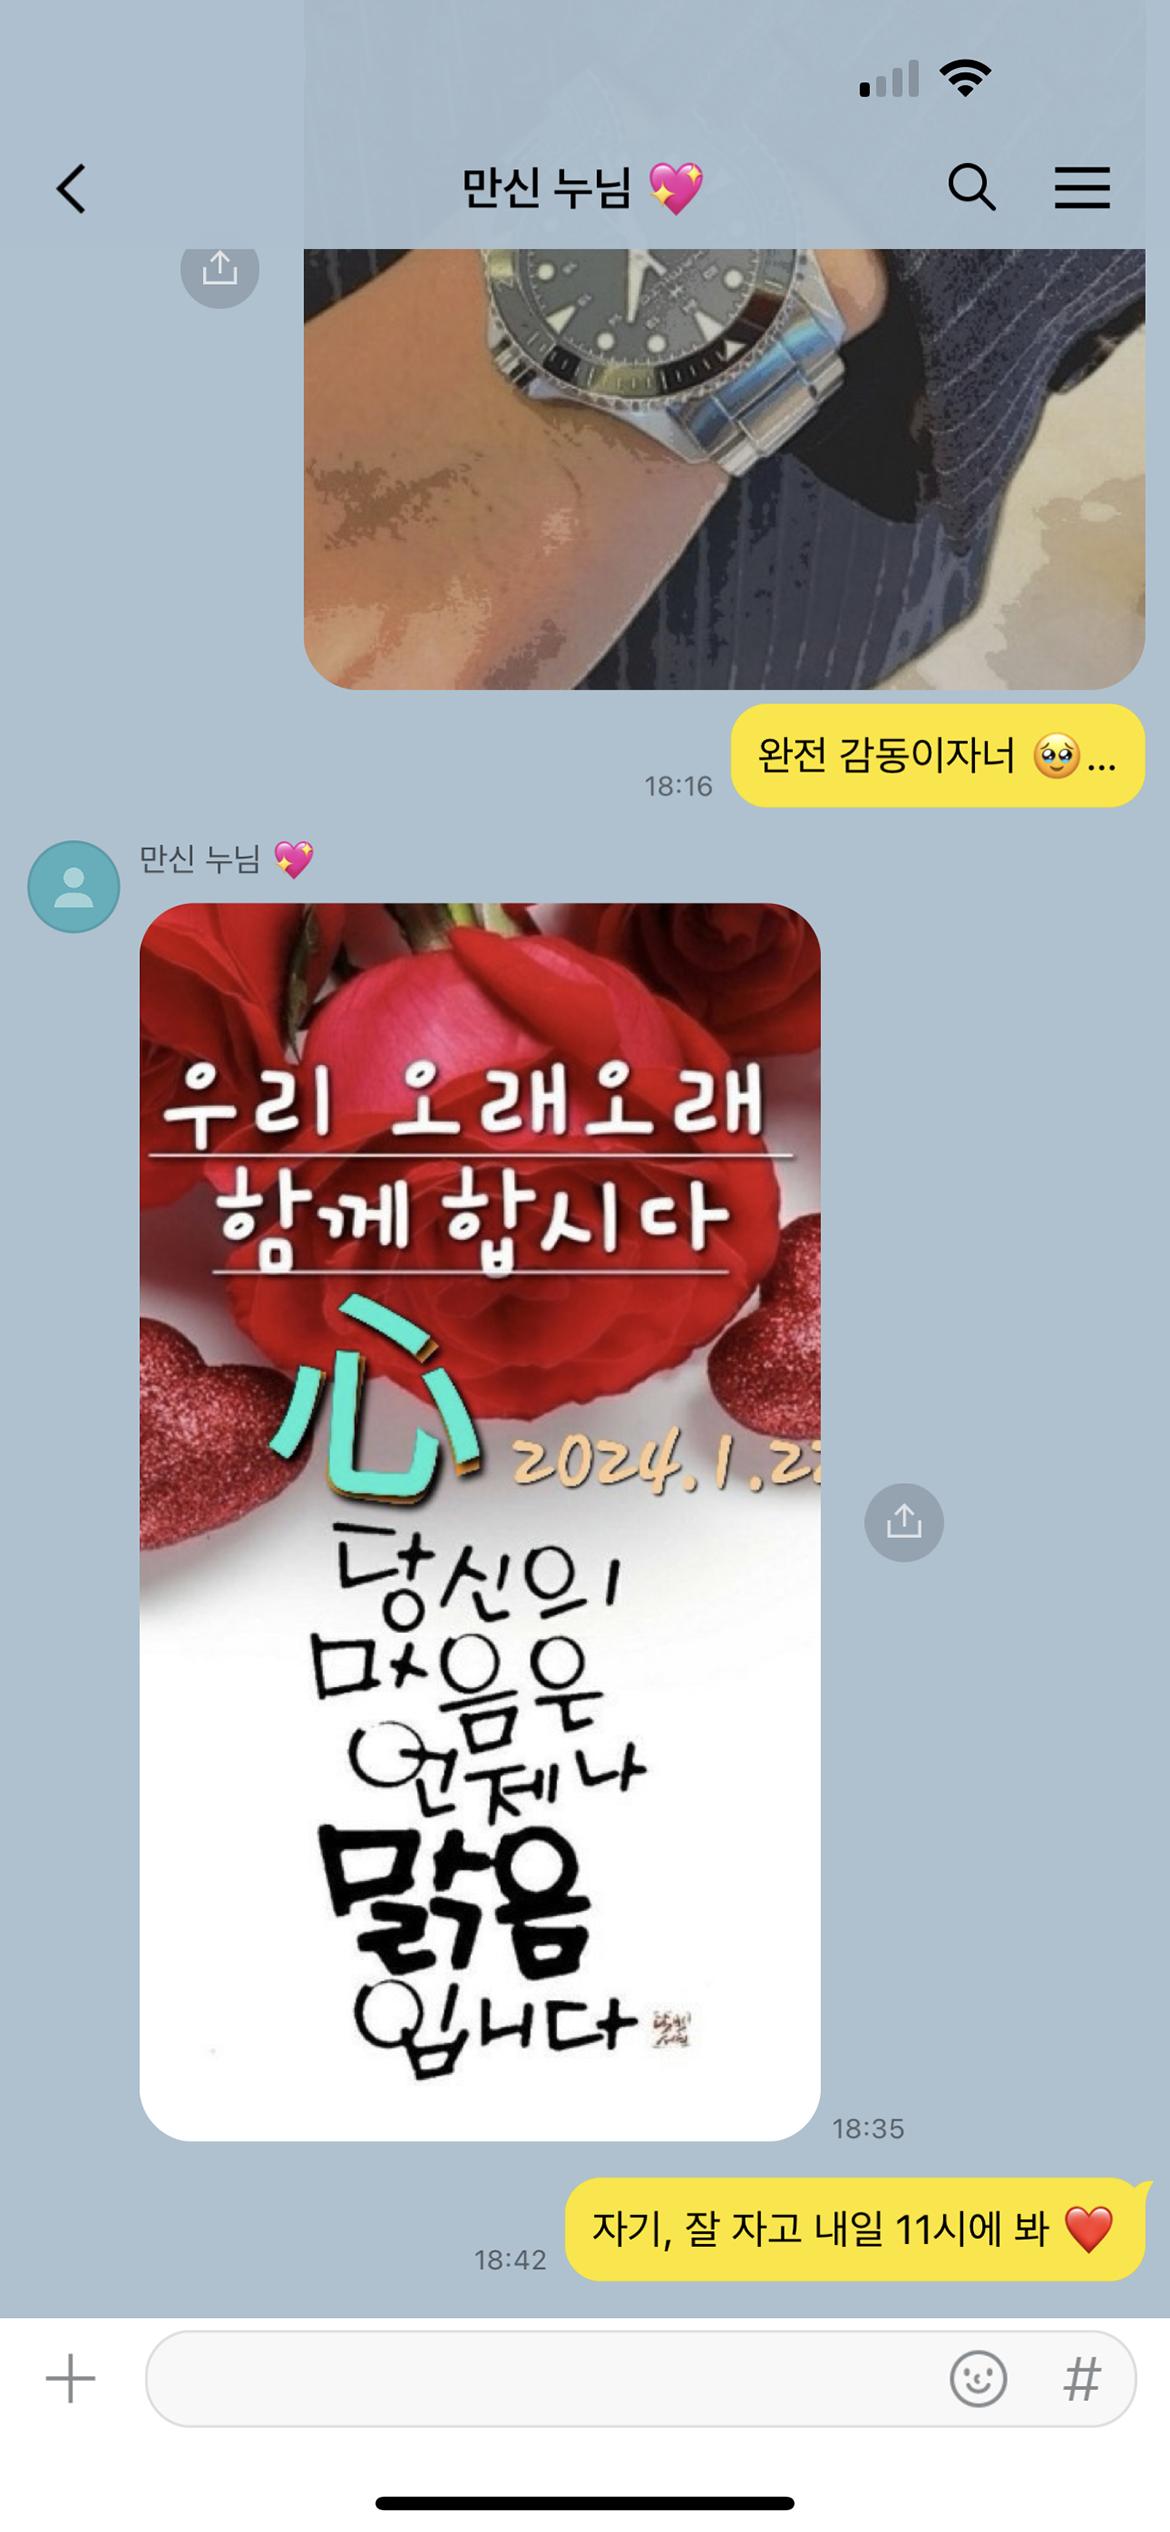 만신 누님 💖
완전 감동이자너 🥹...
18:16
만신 누님 💖
우리 오래오래
함께 합시다
心
2024.1.22
당신의
마음은
언제나
맑음
입니다
18:35
자기, 잘 자고 내일 11시에 봐 ❤️
18:42
#